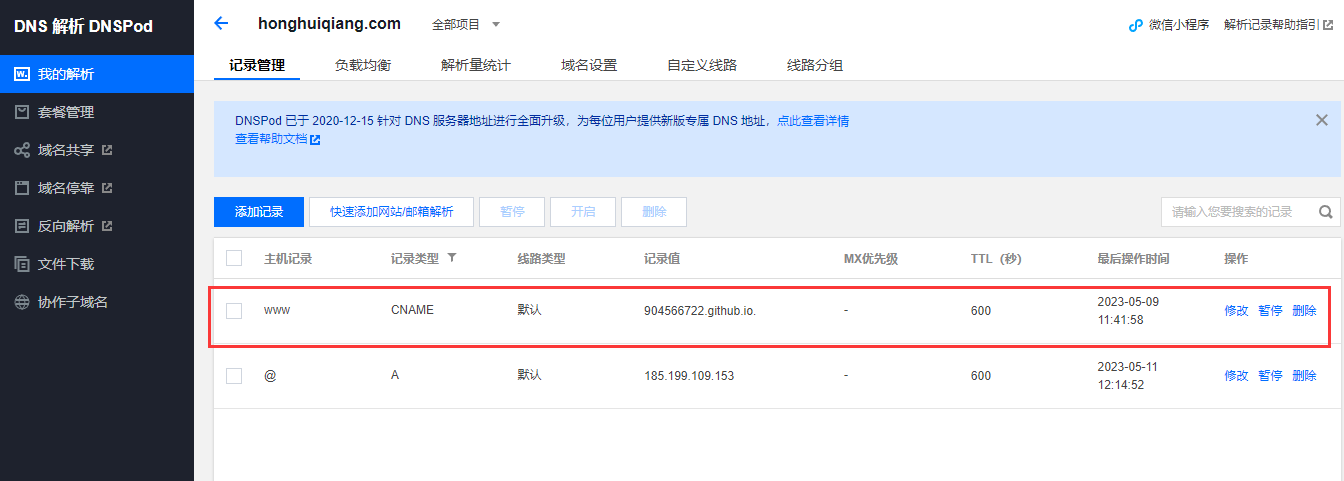 DNS 解析 DNSPod
honghuiqiang.com
全部项目
微信小程序
解析记录帮助指引
我的解析
套餐管理
域名共享
域名停靠
反向解析
文件下载
协作子域名
记录管理 负载均衡 解析量统计 域名设置 自定义线路 线路分组
DNSPod 已于 2020-12-15 针对 DNS 服务器地址进行全面升级，为每位用户提供新版专属 DNS 地址，点此查看详情
查看帮助文档
添加记录 快速添加网站/邮箱解析 暂停 开启 删除 请输入您要搜索的记录
主机记录 记录类型 线路类型 记录值 MX优先级 TTL（秒） 最后操作时间 操作
www CNAME 默认 904566722.github.io. - 600 2023-05-09 修改 暂停 删除
11:41:58
@ A 默认 185.199.109.153 - 600 2023-05-11 修改 暂停 删除
12:14:52